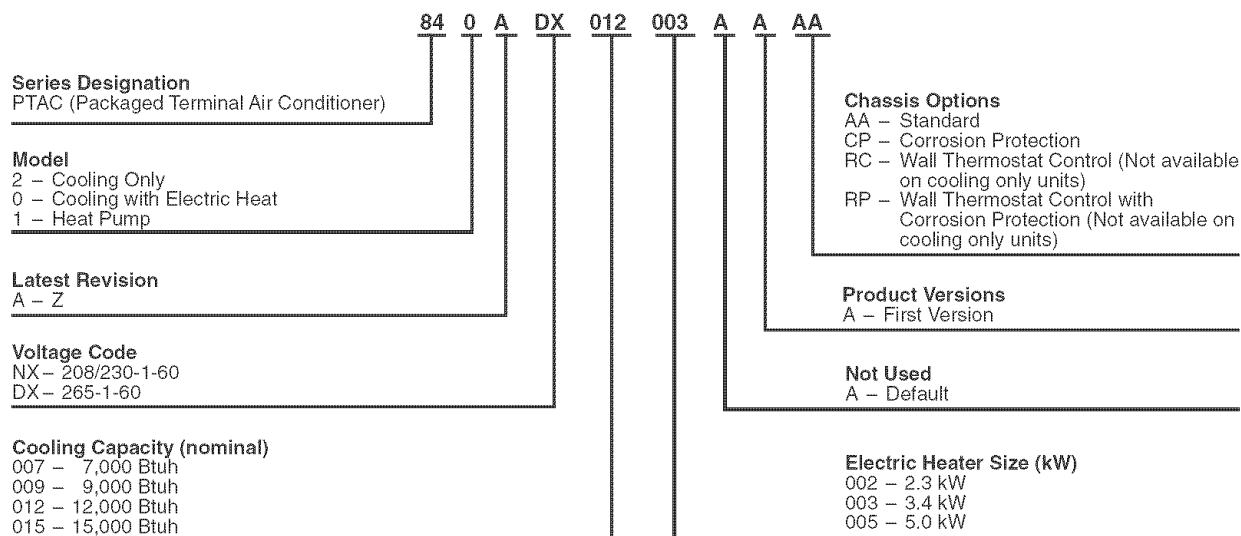 84 0 A DX 012 003 A A AA
Series Designation
PTAC (Packaged Terminal Air Conditioner)
Model
2 – Cooling Only
0 – Cooling with Electric Heat
1 – Heat Pump
Latest Revision
A – Z
Voltage Code
NX – 208/230-1-60
DX – 265-1-60
Cooling Capacity (nominal)
007 – 7,000 Btuh
009 – 9,000 Btuh
012 – 12,000 Btuh
015 – 15,000 Btuh
Chassis Options
AA – Standard
CP – Corrosion Protection
RC – Wall Thermostat Control (Not available
on cooling only units)
RP – Wall Thermostat Control with
Corrosion Protection (Not available on
cooling only units)
Product Versions
A – First Version
Not Used
A – Default
Electric Heater Size (kW)
002 – 2.3 kW
003 – 3.4 kW
005 – 5.0 kW